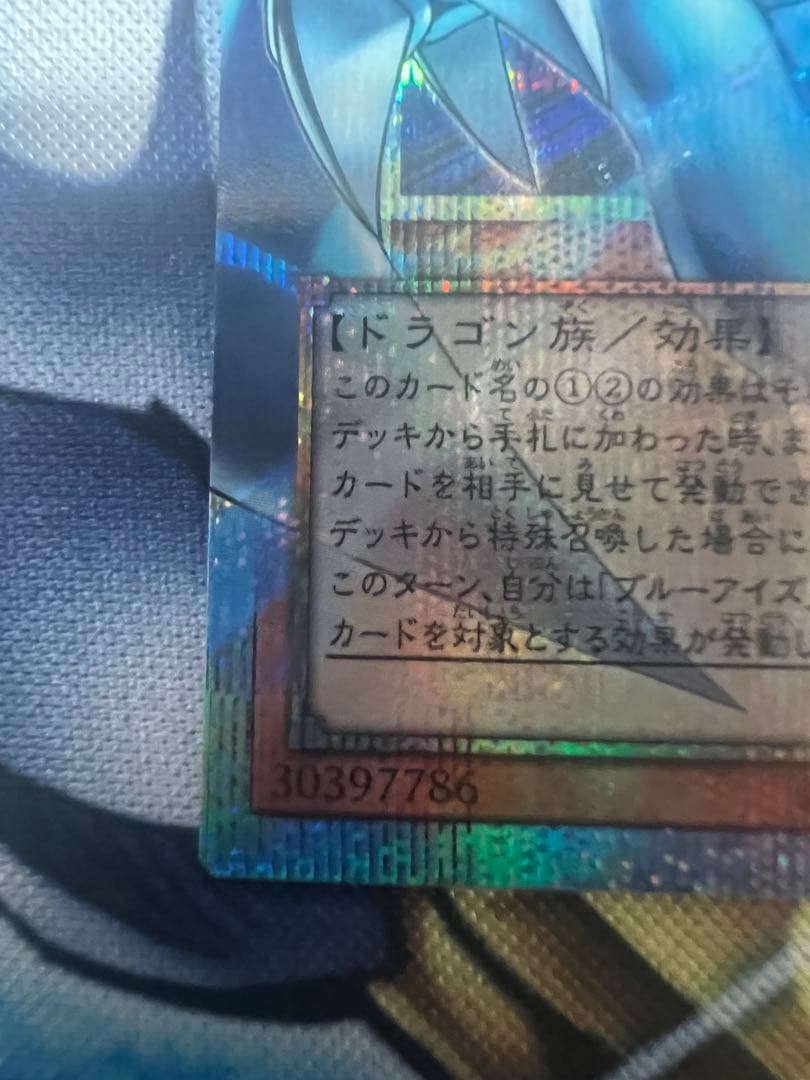 【ドラゴン族／効果】
このカード名の①②の効果はそ
デッキから手札に加わった時、ま
カードを相手に見せて発動でき
デッキから特殊召喚した場合に
このターン、自分は「ブルーアイズ
カードを対象とする効果が発動し
30397786